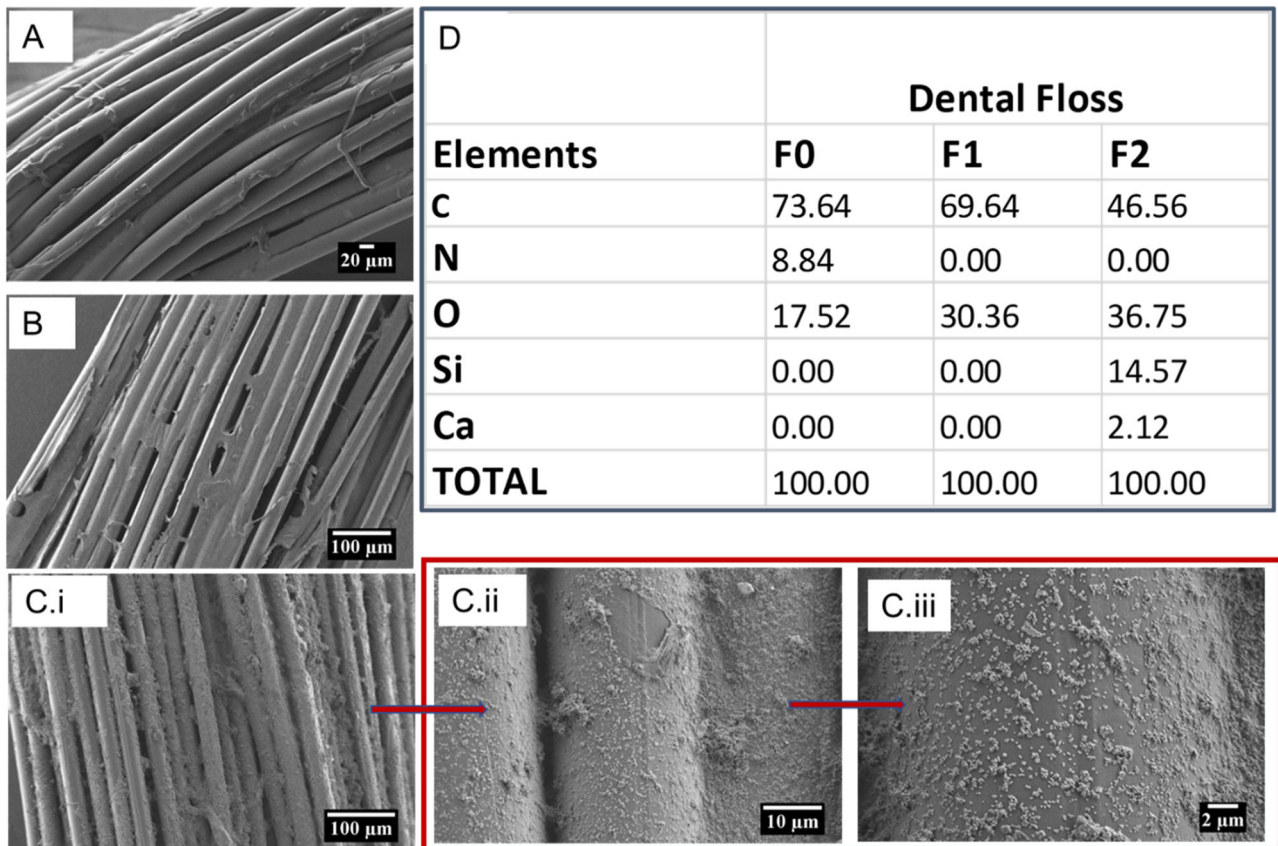 A
20 µm
B
100 µm
C.i
100 µm
D
Dental Floss
Elements F0 F1 F2
C 73.64 69.64 46.56
N 8.84 0.00 0.00
O 17.52 30.36 36.75
Si 0.00 0.00 14.57
Ca 0.00 0.00 2.12
TOTAL 100.00 100.00 100.00
C.ii
10 µm
C.iii
2 µm